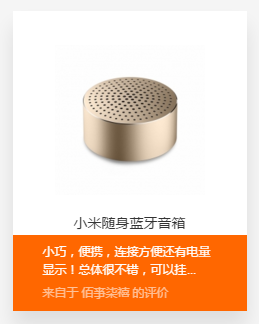 小米随身蓝牙音箱
小巧，便携，连接方便还有电量
显示！总体很不错，可以挂...
来自于 佰事柒禧 的评价